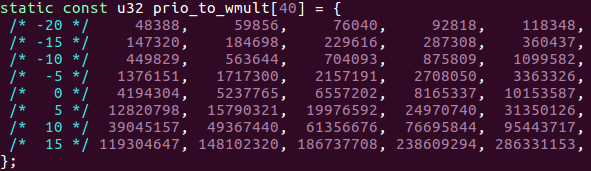 static const u32 prio_to_wmult[40] = {
/* -20 */ 48388, 59856, 76040, 92818, 118348,
/* -15 */ 147320, 184698, 229616, 287308, 360437,
/* -10 */ 449829, 563644, 704093, 875809, 1099582,
/* -5 */ 1376151, 1717300, 2157191, 2708050, 3363326,
/* 0 */ 4194304, 5237765, 6557202, 8165337, 10153587,
/* 5 */ 12820798, 15790321, 19976592, 24970740, 31350126,
/* 10 */ 39045157, 49367440, 61356676, 76695844, 95443717,
/* 15 */ 119304647, 148102320, 186737708, 238609294, 286331153,
};